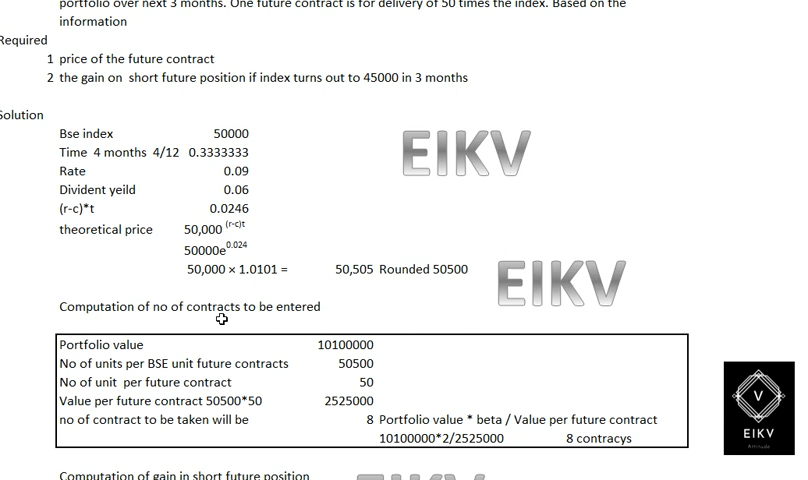 portfolio over next 3 months. One future contract is for delivery of 50 times the index. Based on the
information
Required
1 price of the future contract
2 the gain on short future position if index turns out to 45000 in 3 months
Solution
Bse index 50000
Time 4 months 4/12 0.3333333
Rate 0.09
Divident yeild 0.06
(r-c)*t 0.0246
theoretical price 50,000 (r-c)t
50000e0.024
50,000 × 1.0101 = 50,505 Rounded 50500
EIKV
EIKV
Computation of no of contracts to be entered
Portfolio value 10100000
No of units per BSE unit future contracts 50500
No of unit per future contract 50
Value per future contract 50500*50 2525000
no of contract to be taken will be 8 Portfolio value * beta / Value per future contract
10100000*2/2525000 8 contracys
V
EIKV
Computation of gain in short future position